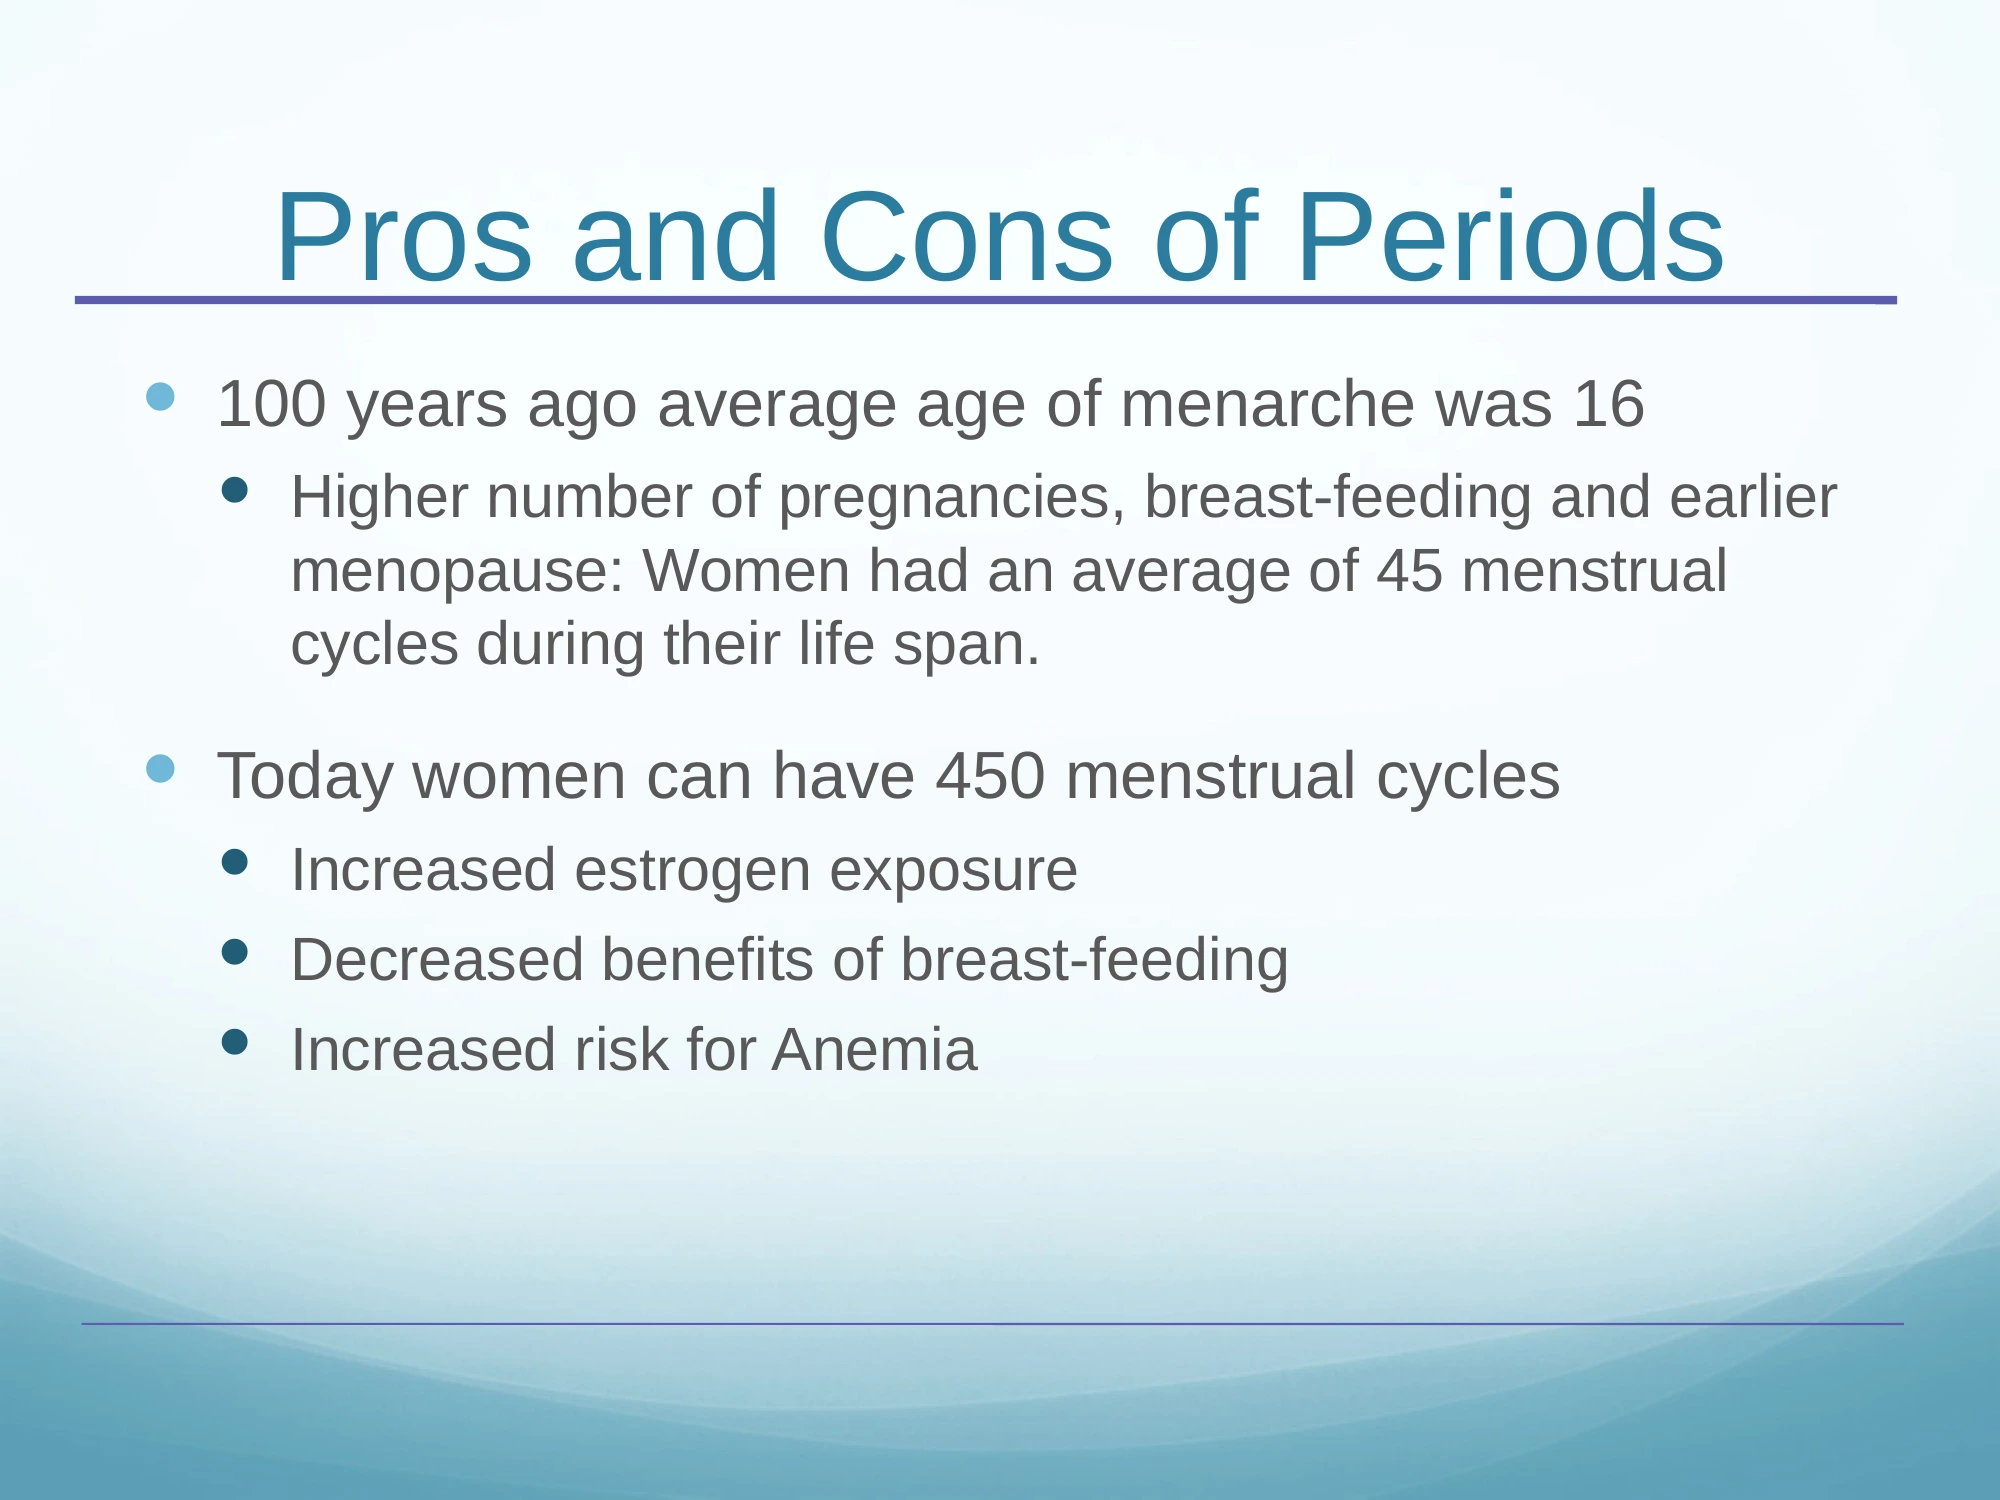 Pros and Cons of Periods
100 years ago average age of menarche was 16
Higher number of pregnancies, breast-feeding and earlier
menopause: Women had an average of 45 menstrual
cycles during their life span.
Today women can have 450 menstrual cycles
Increased estrogen exposure
Decreased benefits of breast-feeding
Increased risk for Anemia